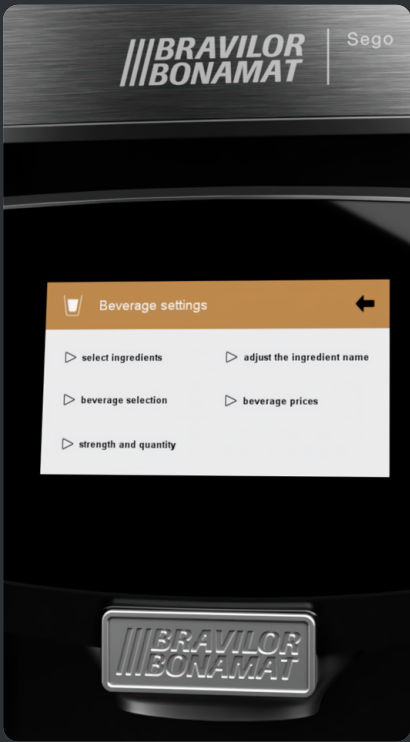 BRAVILOR
BONAMAT
Sego
Beverage settings
select ingredients
adjust the ingredient name
beverage selection
beverage prices
strength and quantity
BRAVILOR
BONAMAT